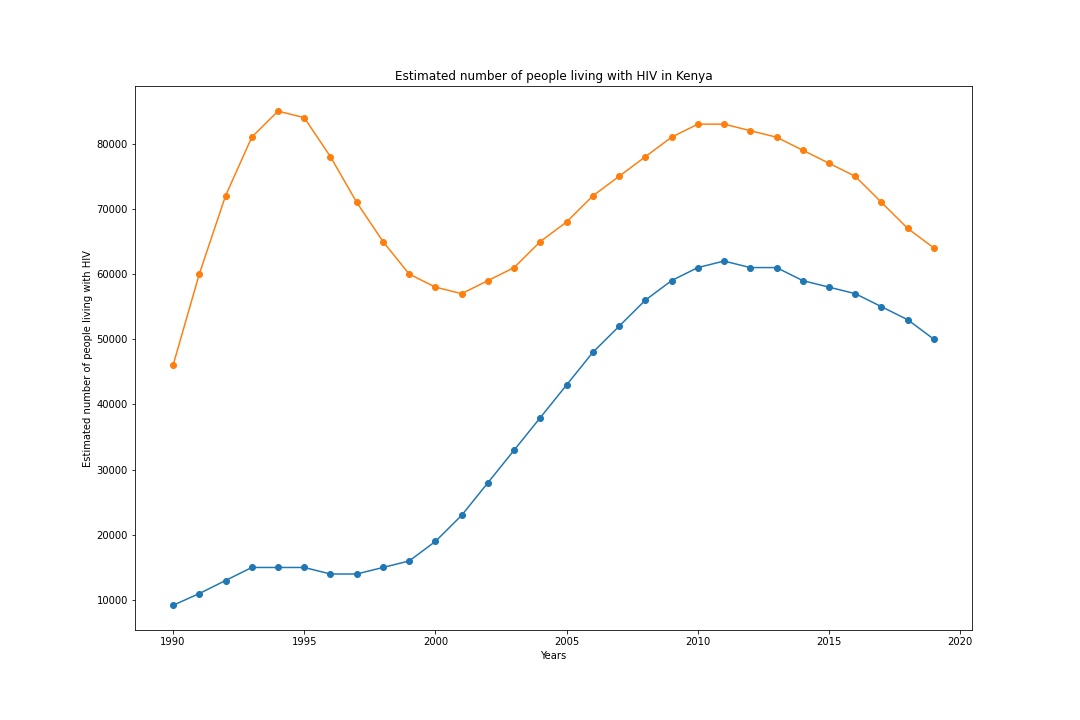 Estimated number of people living with HIV in Kenya
Estimated number of people living with HIV
80000
70000
60000
50000
40000
30000
20000
10000
1990 1995 2000 2005 2010 2015 2020
Years